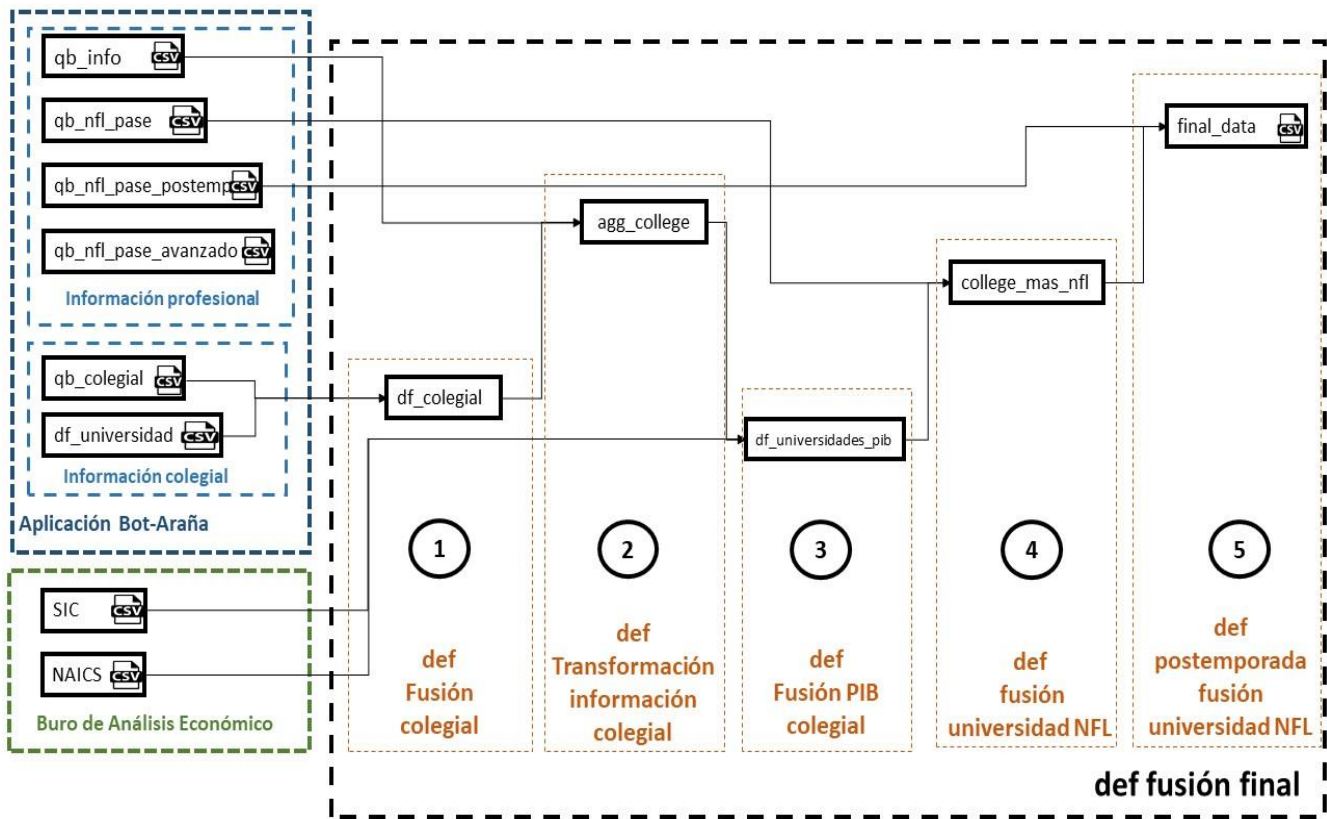 qb_info
CSV
qb_nfl_pase
CSV
qb_nfl_pase_postemp
CSV
qb_nfl_pase_avanzado
CSV
Información profesional
qb_colegial
CSV
df_universidad
CSV
Información colegial
Aplicación Bot-Araña
SIC
CSV
NAICS
CSV
Buro de Análisis Económico
df_colegial
1
def
Fusión
colegial
agg_college
2
def
Transformación
información
colegial
df_universidades_pib
3
def
Fusión PIB
colegial
college_mas_nfl
4
def
fusión
universidad NFL
final_data
CSV
5
def
postemporada
fusión
universidad NFL
def fusión final